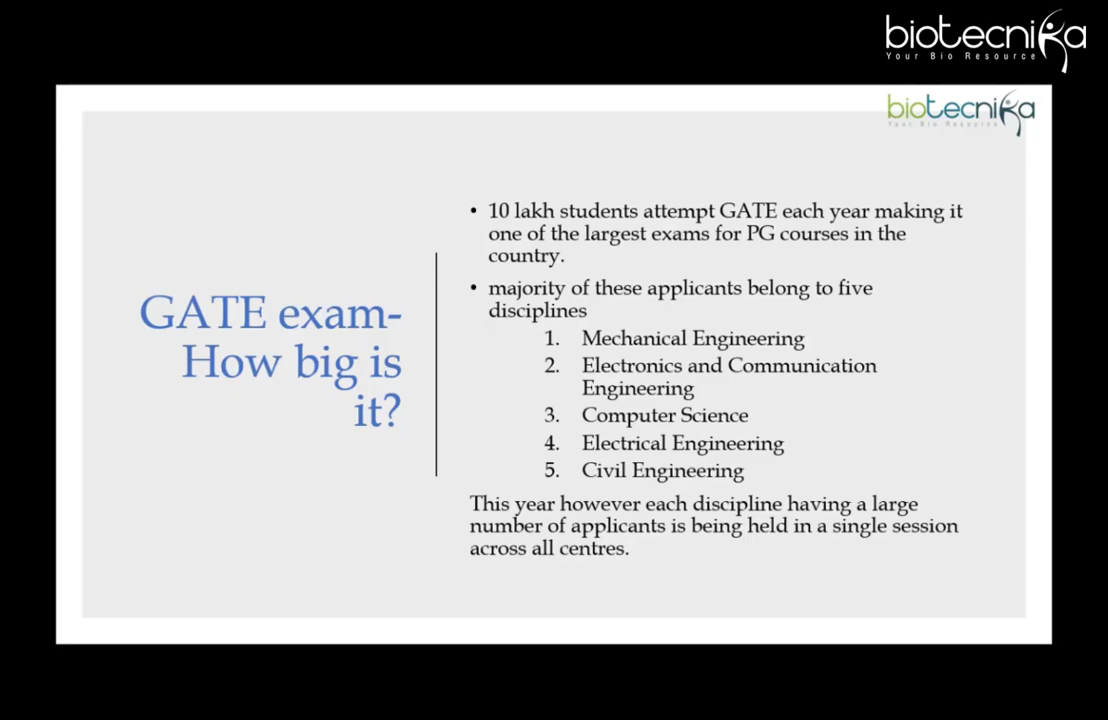 biotecnika
Your Bio Resource
biotecnika
Your Bio Resource
GATE exam-
How big is
it?
• 10 lakh students attempt GATE each year making it
one of the largest exams for PG courses in the
country.
• majority of these applicants belong to five
disciplines
1. Mechanical Engineering
2. Electronics and Communication
Engineering
3. Computer Science
4. Electrical Engineering
5. Civil Engineering
This year however each discipline having a large
number of applicants is being held in a single session
across all centres.